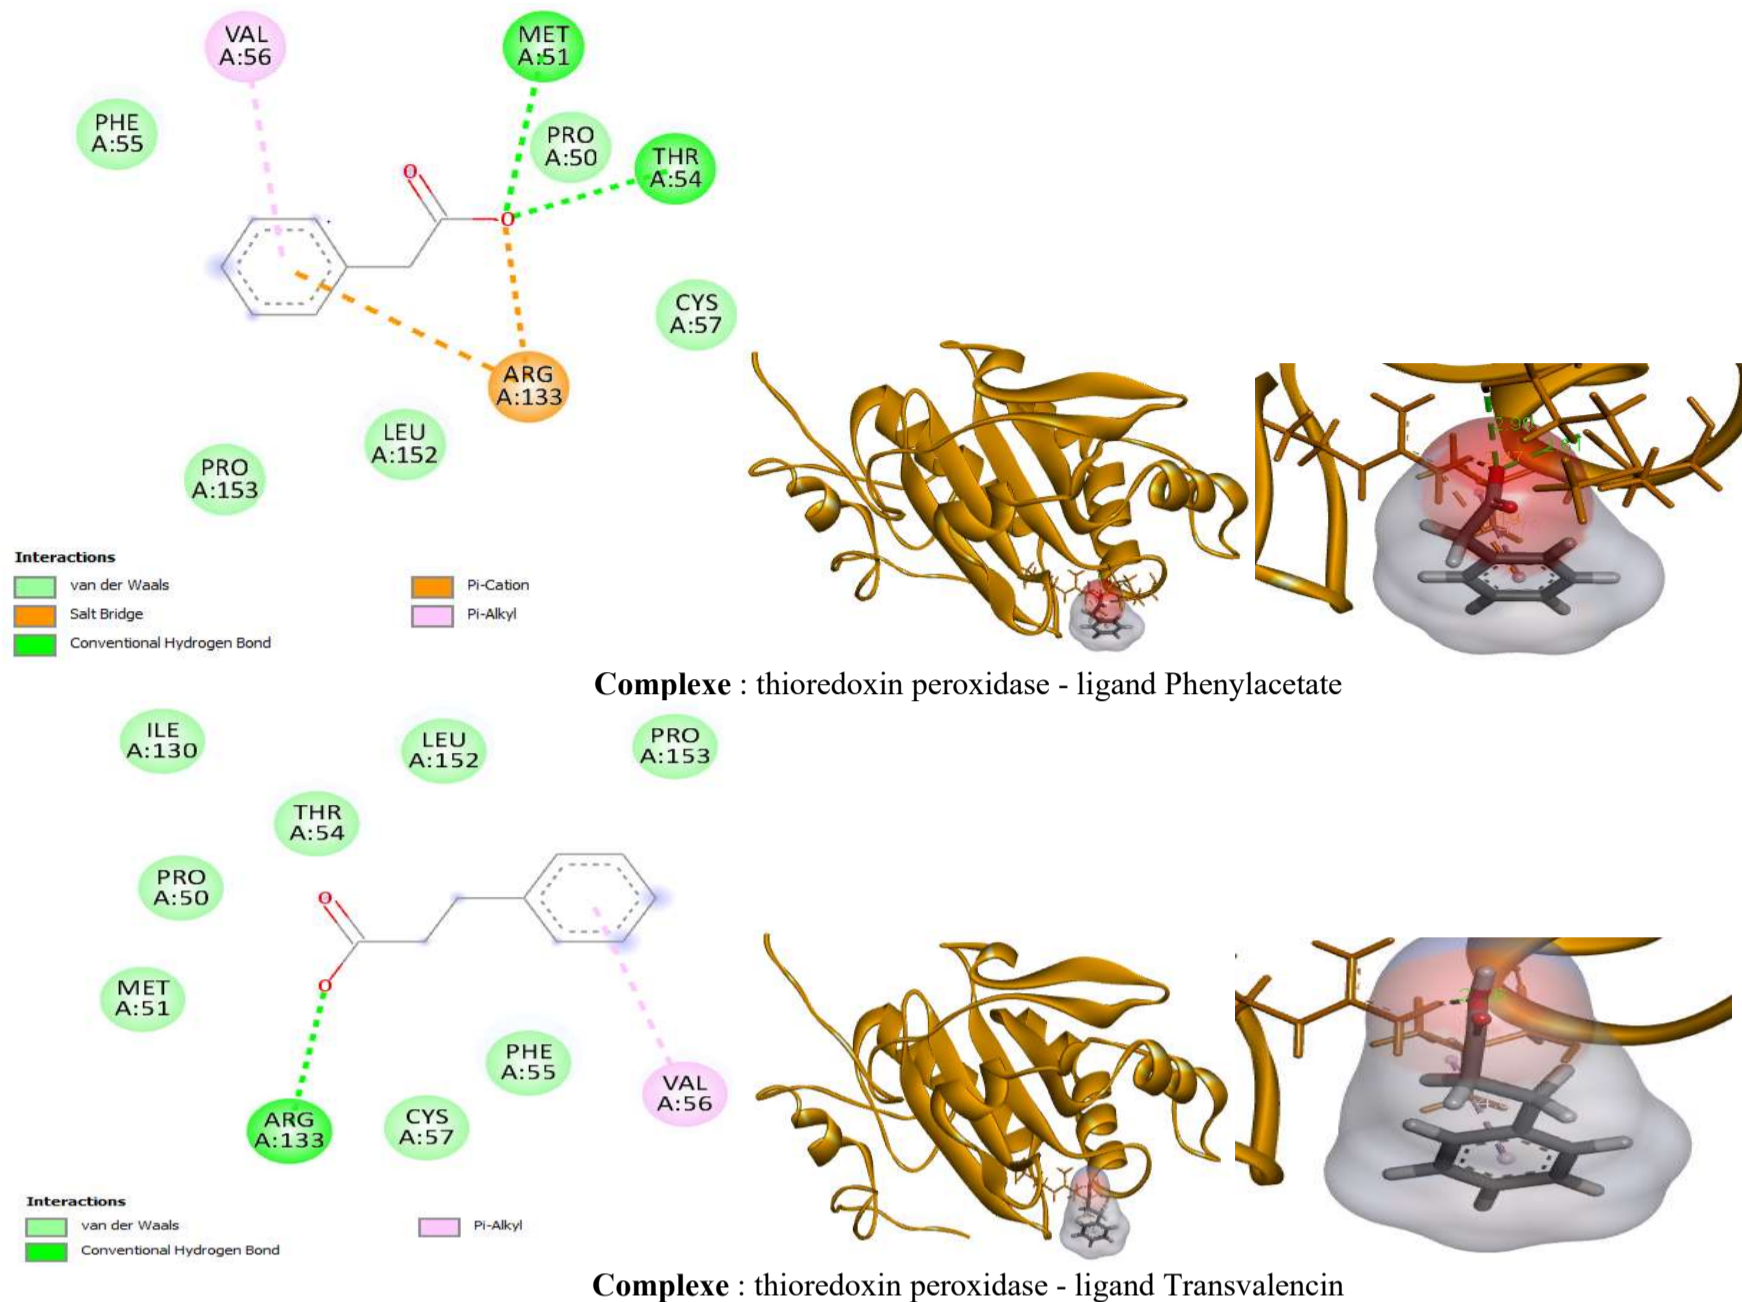 VAL
A:56
MET
A:51
PHE
A:55
PRO
A:50
THR
A:54
O
O
CYS
A:57
ARG
A:133
LEU
A:152
PRO
A:153
Interactions
van der Waals
Salt Bridge
Conventional Hydrogen Bond
Pi-Cation
Pi-Alkyl
Complexe : thioredoxin peroxidase - ligand Phenylacetate
ILE
A:130
LEU
A:152
PRO
A:153
THR
A:54
PRO
A:50
O
O
MET
A:51
PHE
A:55
VAL
A:56
ARG
A:133
CYS
A:57
Interactions
van der Waals
Conventional Hydrogen Bond
Pi-Alkyl
Complexe : thioredoxin peroxidase - ligand Transvalencin